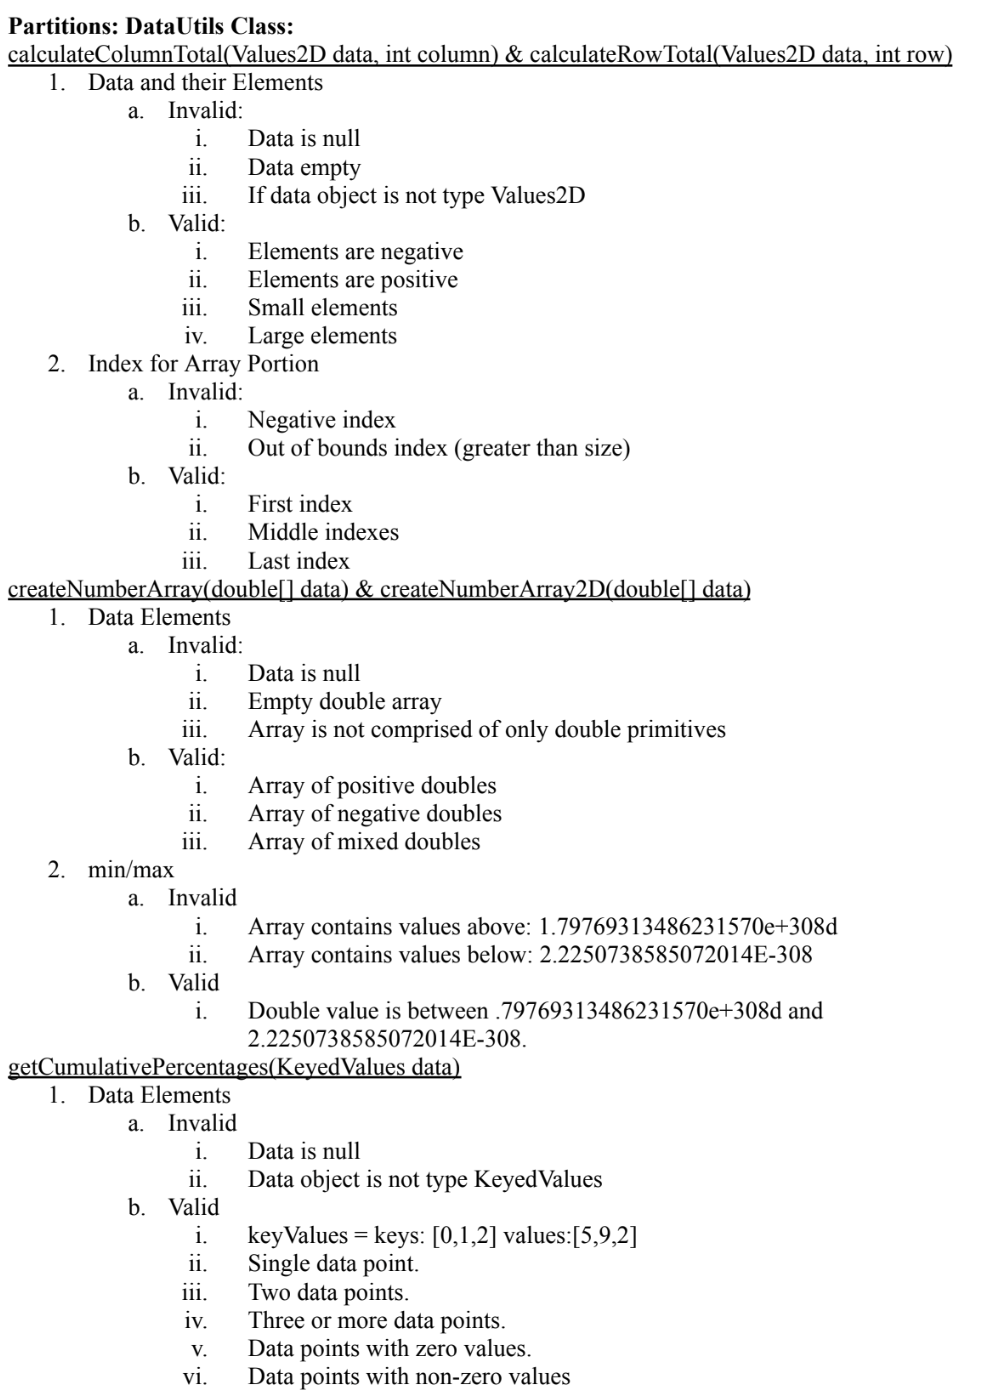 Partitions: DataUtils Class:
calculateColumnTotal(Values2D data, int column) & calculateRowTotal(Values2D data, int row)
1. Data and their Elements
a. Invalid:
i. Data is null
ii. Data empty
iii. If data object is not type Values2D
b. Valid:
i. Elements are negative
ii. Elements are positive
iii. Small elements
iv. Large elements
2. Index for Array Portion
a. Invalid:
i. Negative index
ii. Out of bounds index (greater than size)
b. Valid:
i. First index
ii. Middle indexes
iii. Last index
createNumberArray(double[] data) & createNumberArray2D(double[] data)
1. Data Elements
a. Invalid:
i. Data is null
ii. Empty double array
iii. Array is not comprised of only double primitives
b. Valid:
i. Array of positive doubles
ii. Array of negative doubles
iii. Array of mixed doubles
2. min/max
a. Invalid
i. Array contains values above: 1.79769313486231570e+308d
ii. Array contains values below: 2.2250738585072014E-308
b. Valid
i. Double value is between .79769313486231570e+308d and
2.2250738585072014E-308.
getCumulativePercentages(KeyedValues data)
1. Data Elements
a. Invalid
i. Data is null
ii. Data object is not type KeyedValues
b. Valid
i. keyValues = keys: [0,1,2] values:[5,9,2]
ii. Single data point.
iii. Two data points.
iv. Three or more data points.
v. Data points with zero values.
vi. Data points with non-zero values